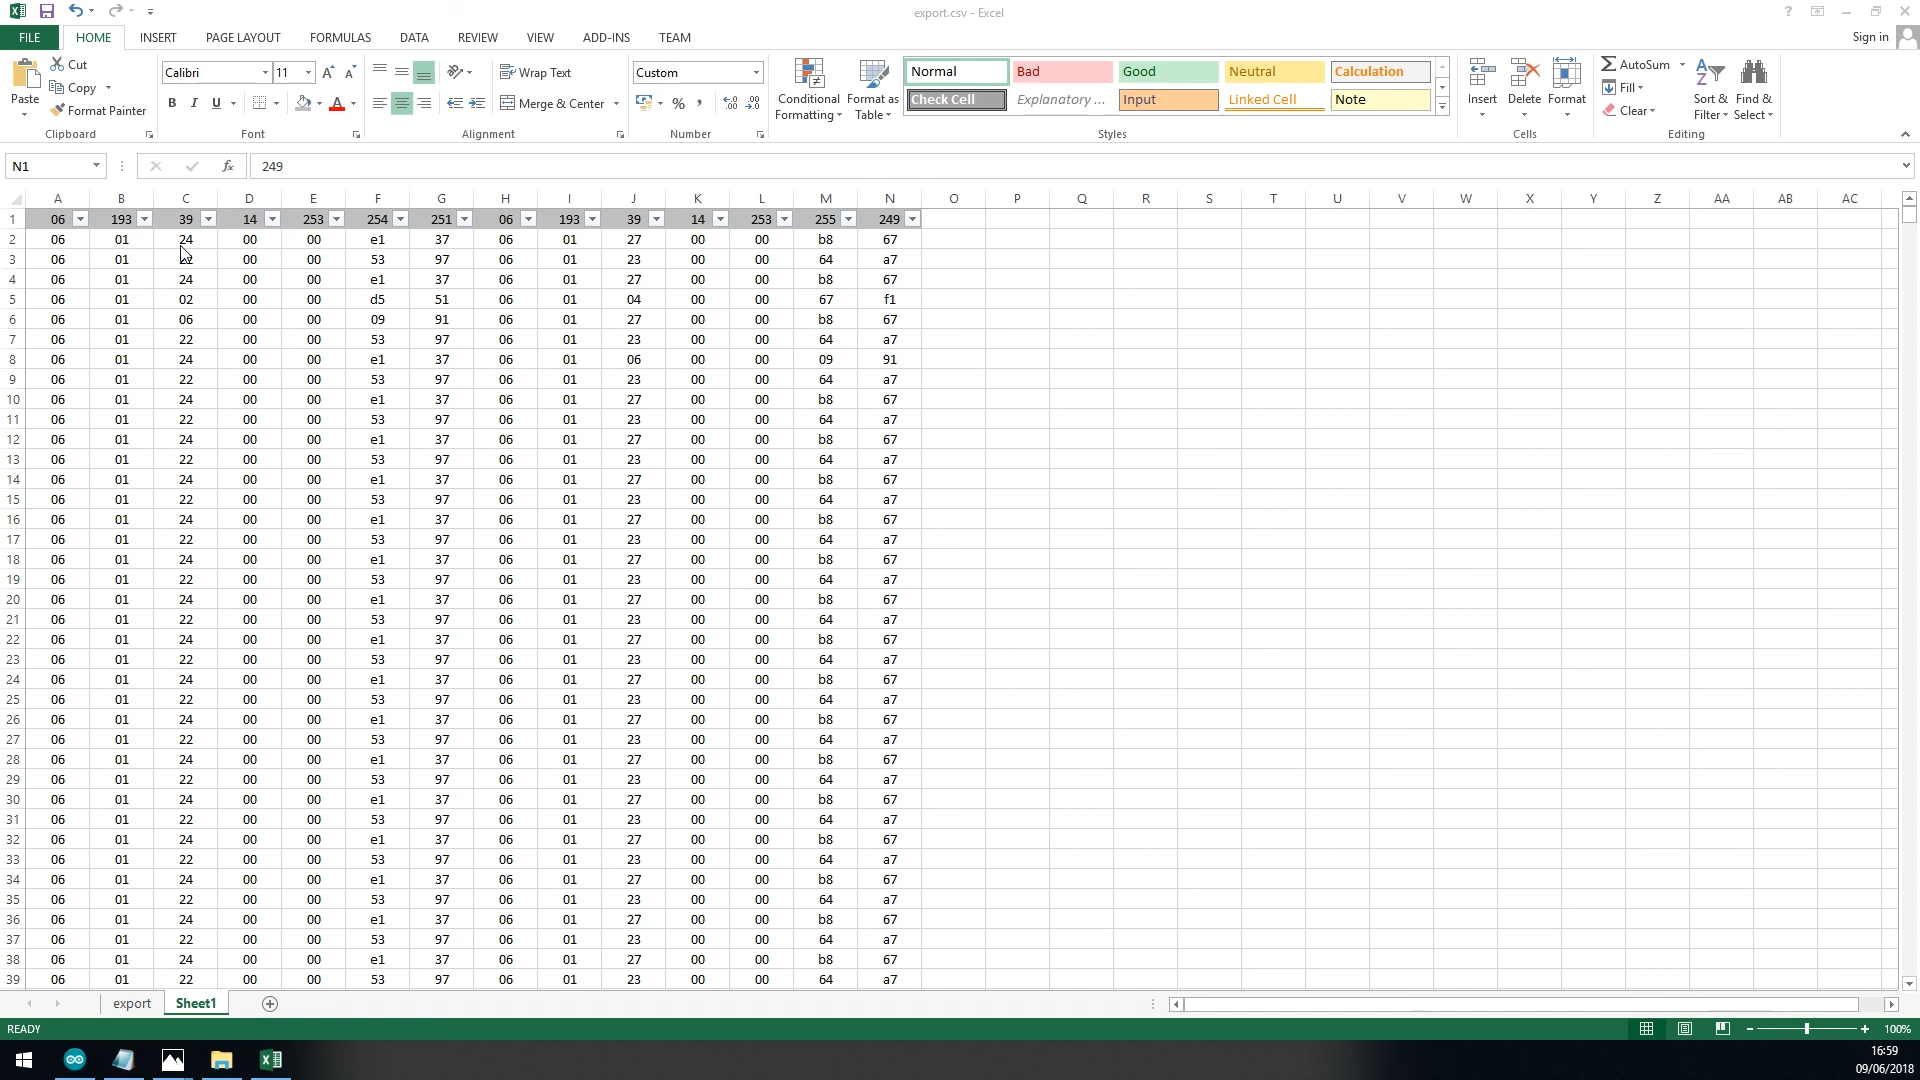 export.csv - Excel
?
FILE HOME INSERT PAGE LAYOUT FORMULAS DATA REVIEW VIEW ADD-INS TEAM Sign in
Paste
Cut
Copy
Format Painter
Clipboard
Calibri 11
B I U
Font
Wrap Text
Merge & Center
Alignment
Custom
%
Number
Conditional Formatting
Format as Table
Normal Bad Good Neutral Calculation
Check Cell Explanatory ... Input Linked Cell Note
Styles
Insert Delete Format
Cells
AutoSum
Fill
Clear
Sort & Filter
Find & Select
Editing
N1 fx 249
A B C D E F G H I J K L M N O P Q R S T U V W X Y Z AA AB AC
1 06 193 39 14 253 254 251 06 193 39 14 253 255 249
2 06 01 24 00 00 e1 37 06 01 27 00 00 b8 67
3 06 01 00 00 53 97 06 01 23 00 00 64 a7
4 06 01 24 00 00 e1 37 06 01 27 00 00 b8 67
5 06 01 02 00 00 d5 51 06 01 04 00 00 67 f1
6 06 01 06 00 00 09 91 06 01 27 00 00 b8 67
7 06 01 22 00 00 53 97 06 01 23 00 00 64 a7
8 06 01 24 00 00 e1 37 06 01 06 00 00 09 91
9 06 01 22 00 00 53 97 06 01 23 00 00 64 a7
10 06 01 24 00 00 e1 37 06 01 27 00 00 b8 67
11 06 01 22 00 00 53 97 06 01 23 00 00 64 a7
12 06 01 24 00 00 e1 37 06 01 27 00 00 b8 67
13 06 01 22 00 00 53 97 06 01 23 00 00 64 a7
14 06 01 24 00 00 e1 37 06 01 27 00 00 b8 67
15 06 01 22 00 00 53 97 06 01 23 00 00 64 a7
16 06 01 24 00 00 e1 37 06 01 27 00 00 b8 67
17 06 01 22 00 00 53 97 06 01 23 00 00 64 a7
18 06 01 24 00 00 e1 37 06 01 27 00 00 b8 67
19 06 01 22 00 00 53 97 06 01 23 00 00 64 a7
20 06 01 24 00 00 e1 37 06 01 27 00 00 b8 67
21 06 01 22 00 00 53 97 06 01 23 00 00 64 a7
22 06 01 24 00 00 e1 37 06 01 27 00 00 b8 67
23 06 01 22 00 00 53 97 06 01 23 00 00 64 a7
24 06 01 24 00 00 e1 37 06 01 27 00 00 b8 67
25 06 01 22 00 00 53 97 06 01 23 00 00 64 a7
26 06 01 24 00 00 e1 37 06 01 27 00 00 b8 67
27 06 01 22 00 00 53 97 06 01 23 00 00 64 a7
28 06 01 24 00 00 e1 37 06 01 27 00 00 b8 67
29 06 01 22 00 00 53 97 06 01 23 00 00 64 a7
30 06 01 24 00 00 e1 37 06 01 27 00 00 b8 67
31 06 01 22 00 00 53 97 06 01 23 00 00 64 a7
32 06 01 24 00 00 e1 37 06 01 27 00 00 b8 67
33 06 01 22 00 00 53 97 06 01 23 00 00 64 a7
34 06 01 24 00 00 e1 37 06 01 27 00 00 b8 67
35 06 01 22 00 00 53 97 06 01 23 00 00 64 a7
36 06 01 24 00 00 e1 37 06 01 27 00 00 b8 67
37 06 01 22 00 00 53 97 06 01 23 00 00 64 a7
38 06 01 24 00 00 e1 37 06 01 27 00 00 b8 67
39 06 01 22 00 00 53 97 06 01 23 00 00 64 a7
export Sheet1
READY 100%
16:59
09/06/2018